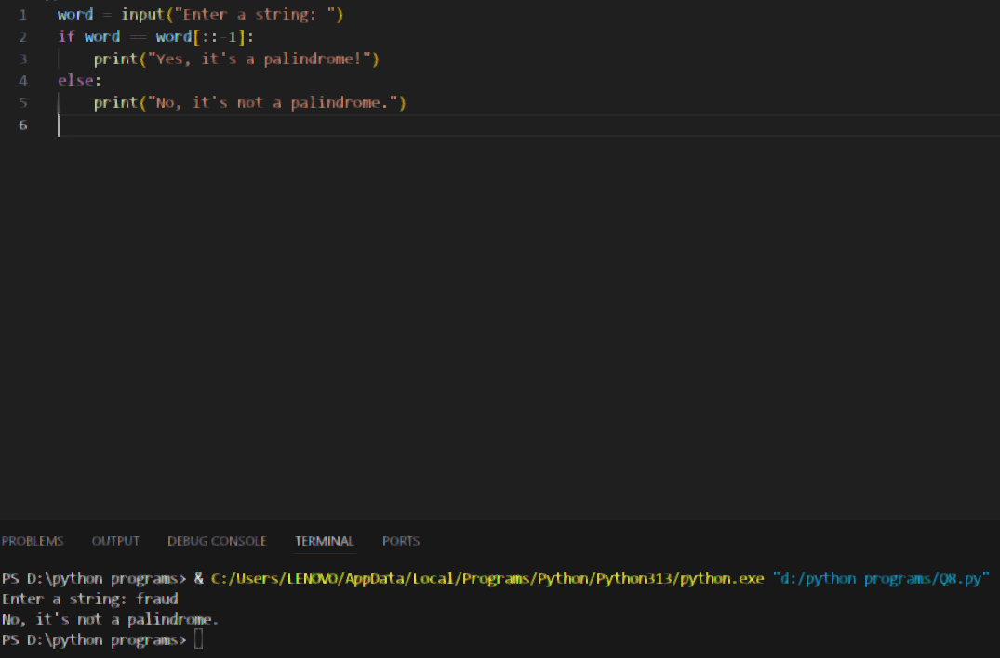 1 word = input("Enter a string: ")
2 if word == word[::-1]:
3     print("Yes, it's a palindrome!")
4 else:
5     print("No, it's not a palindrome.")
6
PROBLEMS OUTPUT DEBUG CONSOLE TERMINAL PORTS
PS D:\python programs> & C:/Users/LENOVO/AppData/Local/Programs/Python/Python313/python.exe "d:/python programs/Q8.py"
Enter a string: fraud
No, it's not a palindrome.
PS D:\python programs>